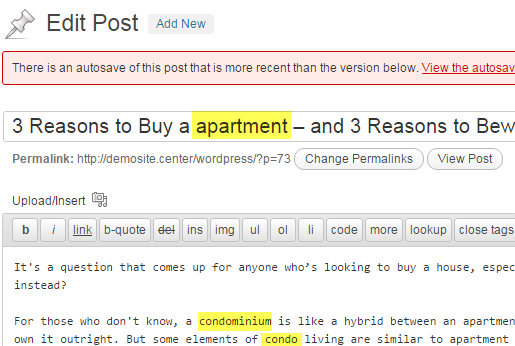 Edit Post Add New
There is an autosave of this post that is more recent than the version below. View the autosav
3 Reasons to Buy a apartment – and 3 Reasons to Bew
Permalink: http://demosite.center/wordpress/?p=73 Change Permalinks View Post
Upload/Insert
b i link b-quote del ins img ul ol li code more lookup close tags
It's a question that comes up for anyone who's looking to buy a house, espec
instead?
For those who don't know, a condominium is like a hybrid between an apartmen
own it outright. But some elements of condo living are similar to apartment